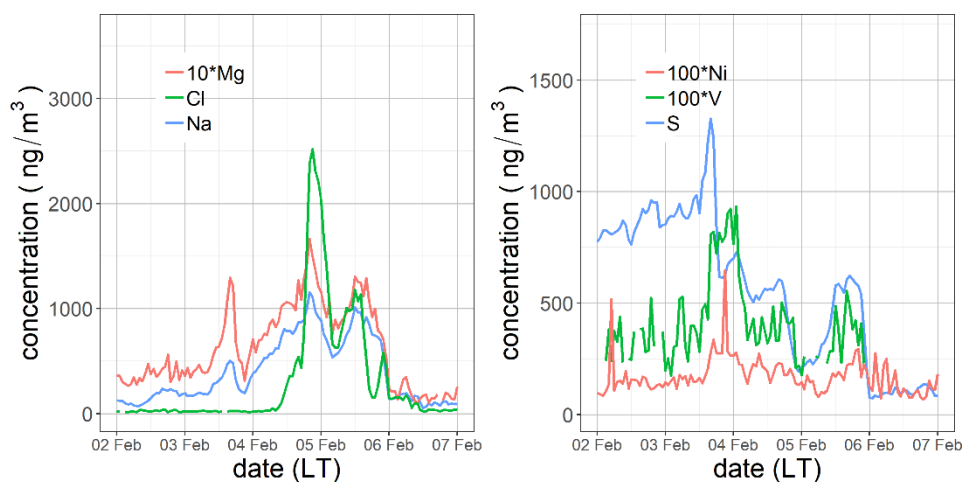 concentration ( ng/m³ )
3000
2000
1000
0
10*Mg
Cl
Na
02 Feb
03 Feb
04 Feb
05 Feb
06 Feb
07 Feb
date (LT)
concentration ( ng/m³ )
1500
1000
500
0
100*Ni
100*V
S
02 Feb
03 Feb
04 Feb
05 Feb
06 Feb
07 Feb
date (LT)